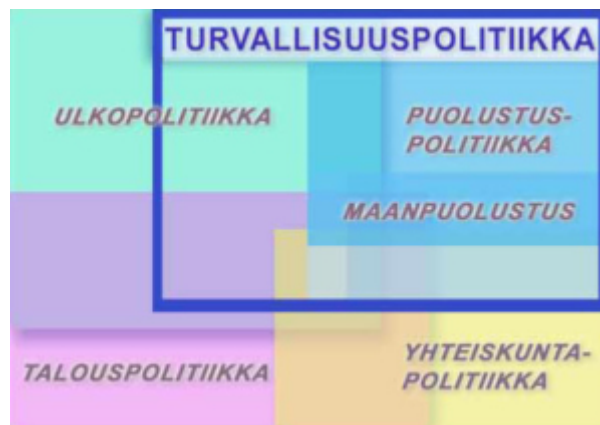 TURVALLISUUSPOLITIIKKA
ULKOPOLITIIKKA
PUOLUSTUS-
POLITIIKKA
MAANPUOLUSTUS
TALOUSPOLITIIKKA
YHTEISKUNTA-
POLITIIKKA